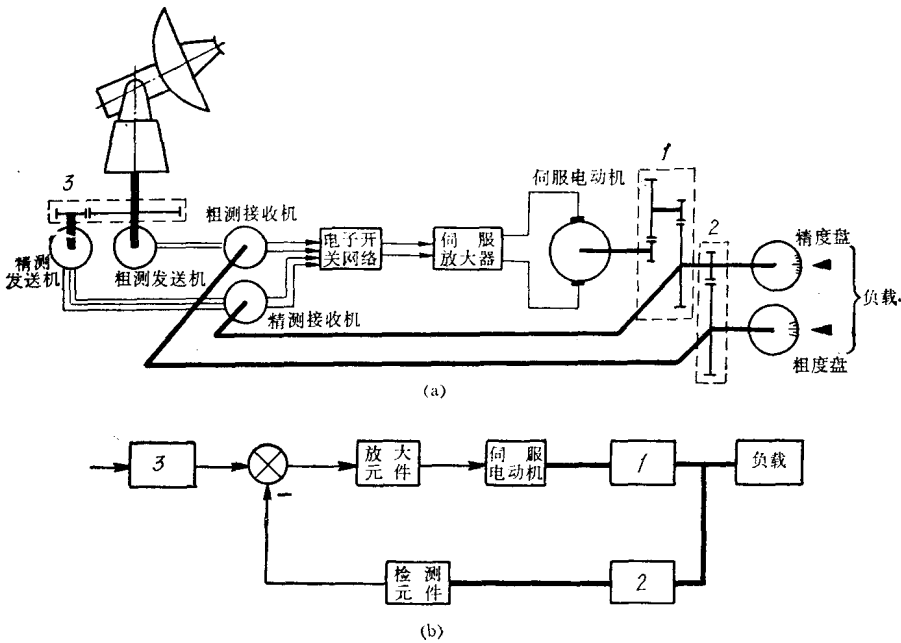 (a)
3
1
2
精测
发送机
粗测发送机
粗测接收机
精测接收机
电子开
关网络
伺服
放大器
伺服电动机
精度盘
粗度盘
负载.
(b)
3
放大
元件
伺服
电动机
1
负载
检测
元件
2
−